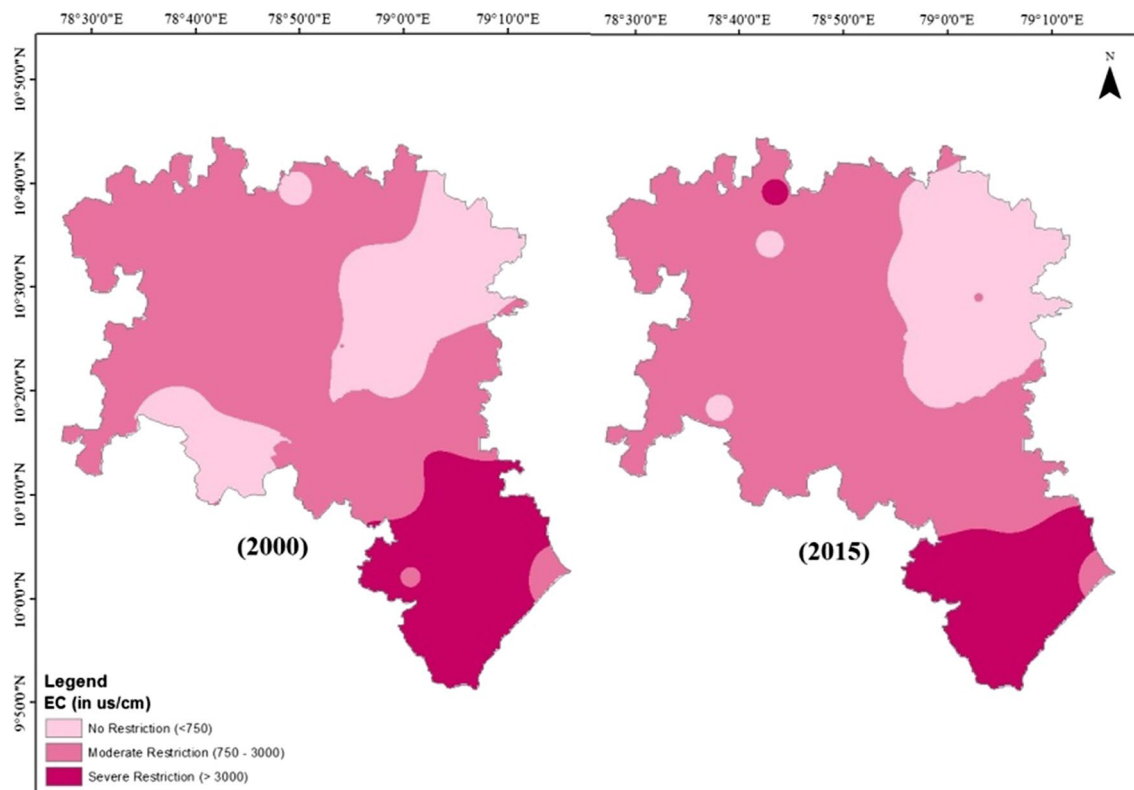 78°30'0"E 78°40'0"E 78°50'0"E 79°00'0"E 79°10'0"E 78°30'0"E 78°40'0"E 78°50'0"E 79°00'0"E 79°10'0"E
N
10°50'0"N
10°40'0"N
10°30'0"N
10°20'0"N
10°10'0"N
10°0'0"N
9°50'0"N
(2000)
(2015)
Legend
EC (in us/cm)
No Restriction (<750)
Moderate Restriction (750 - 3000)
Severe Restriction (> 3000)